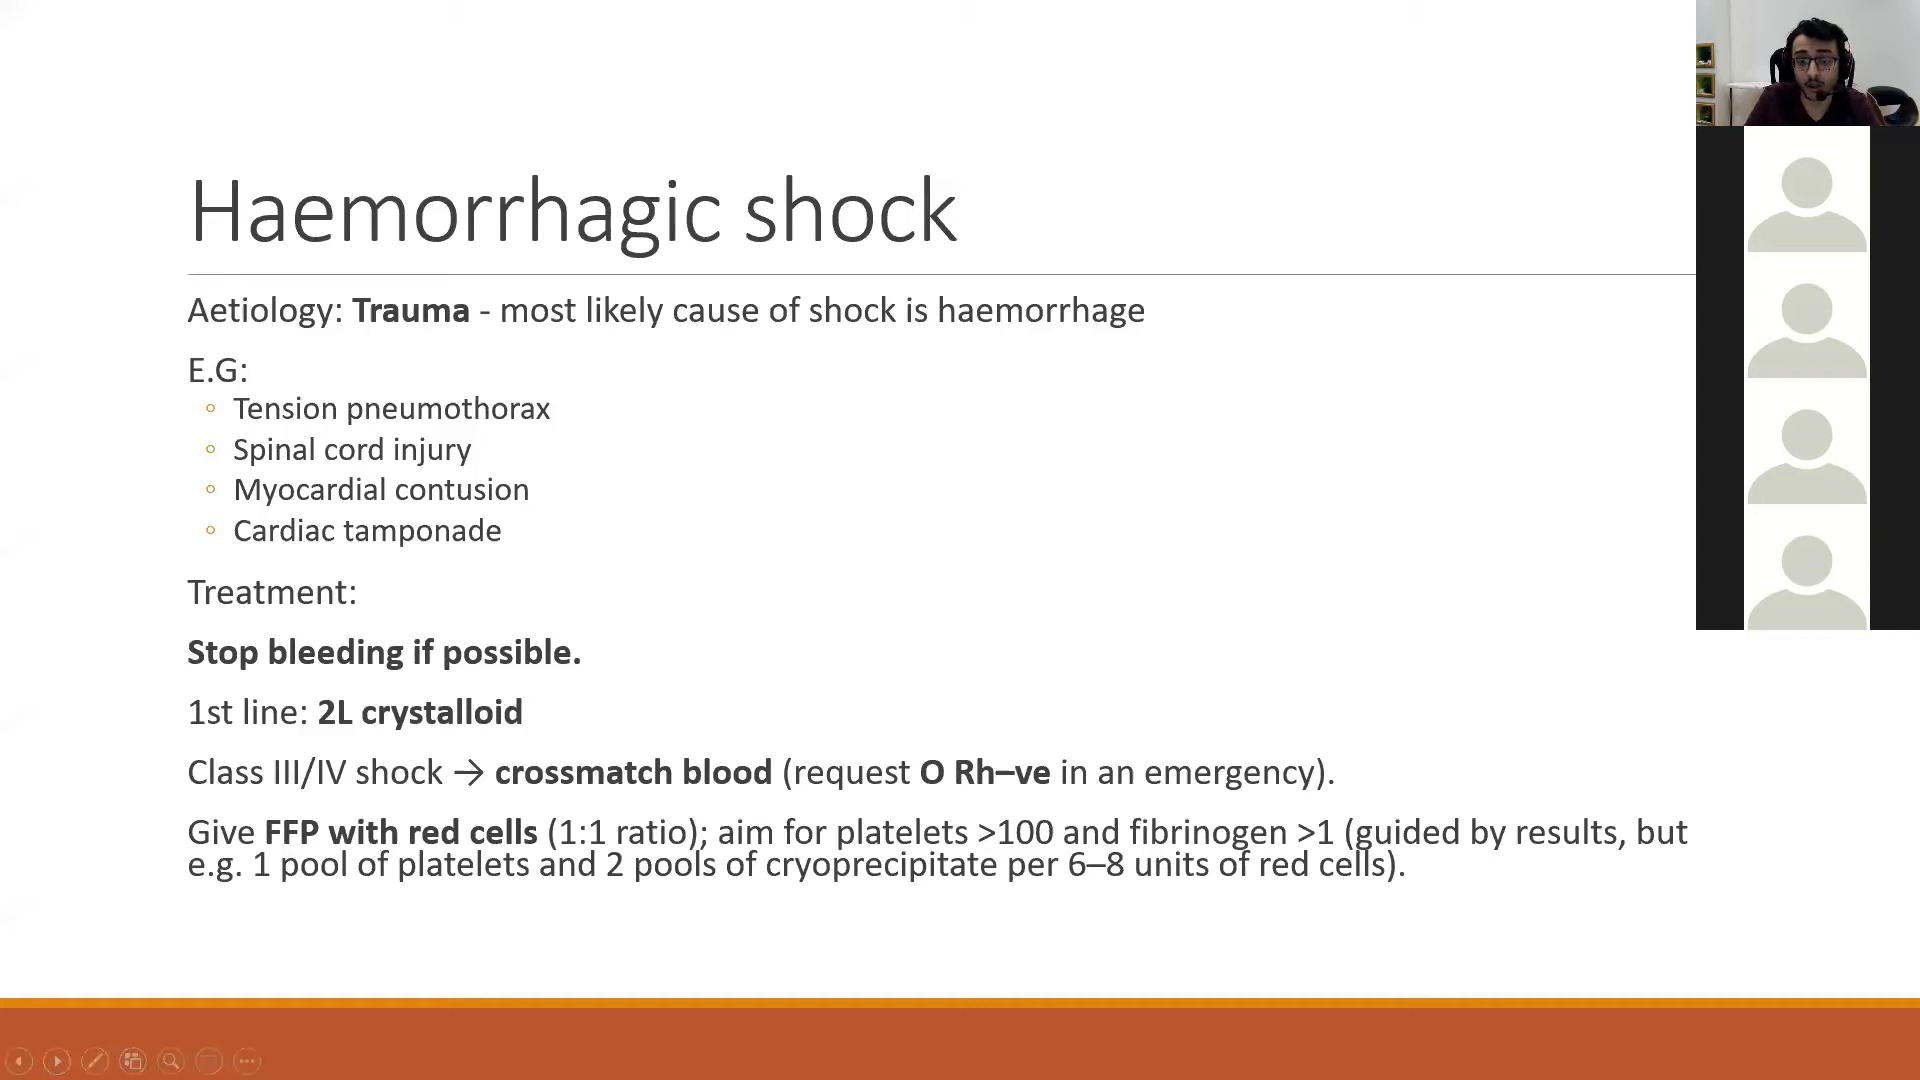 Haemorrhagic shock
Aetiology: Trauma - most likely cause of shock is haemorrhage
E.G:
◦ Tension pneumothorax
◦ Spinal cord injury
◦ Myocardial contusion
◦ Cardiac tamponade
Treatment:
Stop bleeding if possible.
1st line: 2L crystalloid
Class III/IV shock → crossmatch blood (request O Rh–ve in an emergency).
Give FFP with red cells (1:1 ratio); aim for platelets >100 and fibrinogen >1 (guided by results, but
e.g. 1 pool of platelets and 2 pools of cryoprecipitate per 6–8 units of red cells).